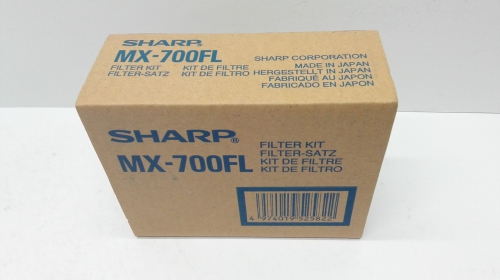 SHARP®
MX-700FL
FILTER KIT KIT DE FILTRE
FILTER-SATZ KIT DE FILTRO
SHARP CORPORATION
MADE IN JAPAN
HERGESTELLT IN JAPAN
FABRIQUÉ AU JAPON
FABRICADO EN JAPON
SHARP®
MX-700FL
FILTER KIT
FILTER-SATZ
KIT DE FILTRE
KIT DE FILTRO